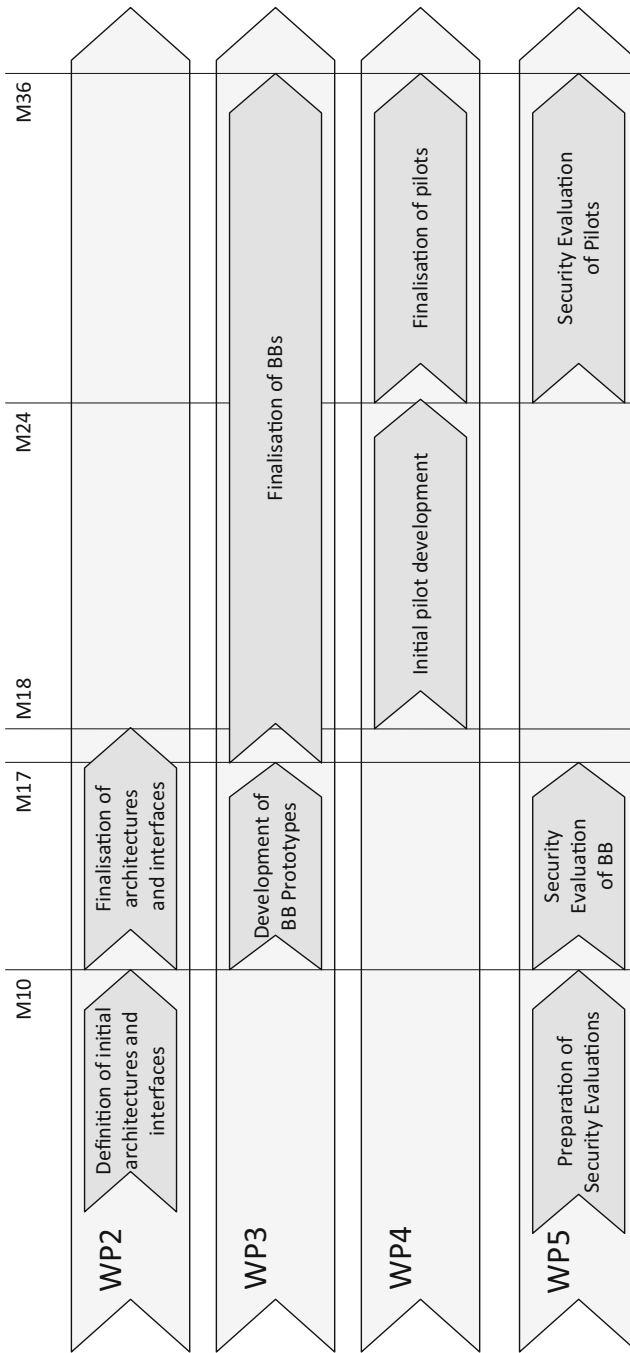 M10
M17
M18
M24
M36
WP2
Definition of initial
architectures and
interfaces
Finalisation of
architectures
and interfaces
WP3
Development of
BB Prototypes
Finalisation of BBs
WP4
Initial pilot development
Finalisation of pilots
WP5
Preparation of
Security Evaluations
Security
Evaluation
of BB
Security Evaluation
of Pilots